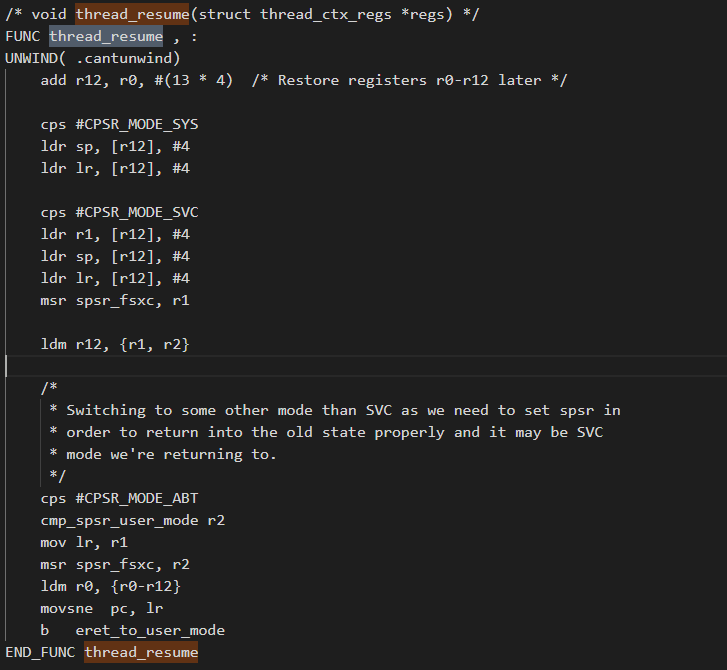 /* void thread_resume(struct thread_ctx_regs *regs) */
FUNC thread_resume , :
UNWIND( .cantunwind)
    add r12, r0, #(13 * 4)  /* Restore registers r0-r12 later */

    cps #CPSR_MODE_SYS
    ldr sp, [r12], #4
    ldr lr, [r12], #4

    cps #CPSR_MODE_SVC
    ldr r1, [r12], #4
    ldr sp, [r12], #4
    ldr lr, [r12], #4
    msr spsr_fsxc, r1

    ldm r12, {r1, r2}

    /*
     * Switching to some other mode than SVC as we need to set spsr in
     * order to return into the old state properly and it may be SVC
     * mode we're returning to.
     */
    cps #CPSR_MODE_ABT
    cmp_spsr_user_mode r2
    mov lr, r1
    msr spsr_fsxc, r2
    ldm r0, {r0-r12}
    movsne  pc, lr
    b   eret_to_user_mode
END_FUNC thread_resume